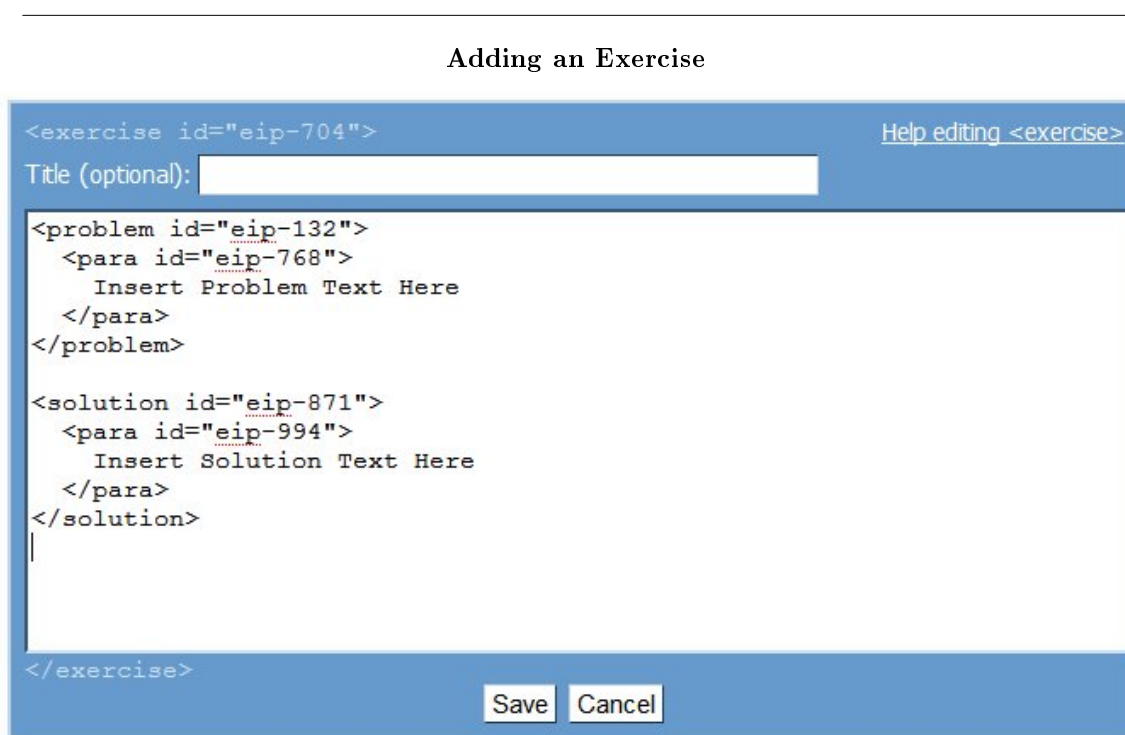 Adding an Exercise
<exercise id="eip-704">
Help editing <exercise>
Title (optional):
<problem id="eip-132">
  <para id="eip-768">
    Insert Problem Text Here
  </para>
</problem>

<solution id="eip-871">
  <para id="eip-994">
    Insert Solution Text Here
  </para>
</solution>
</exercise>
Save Cancel